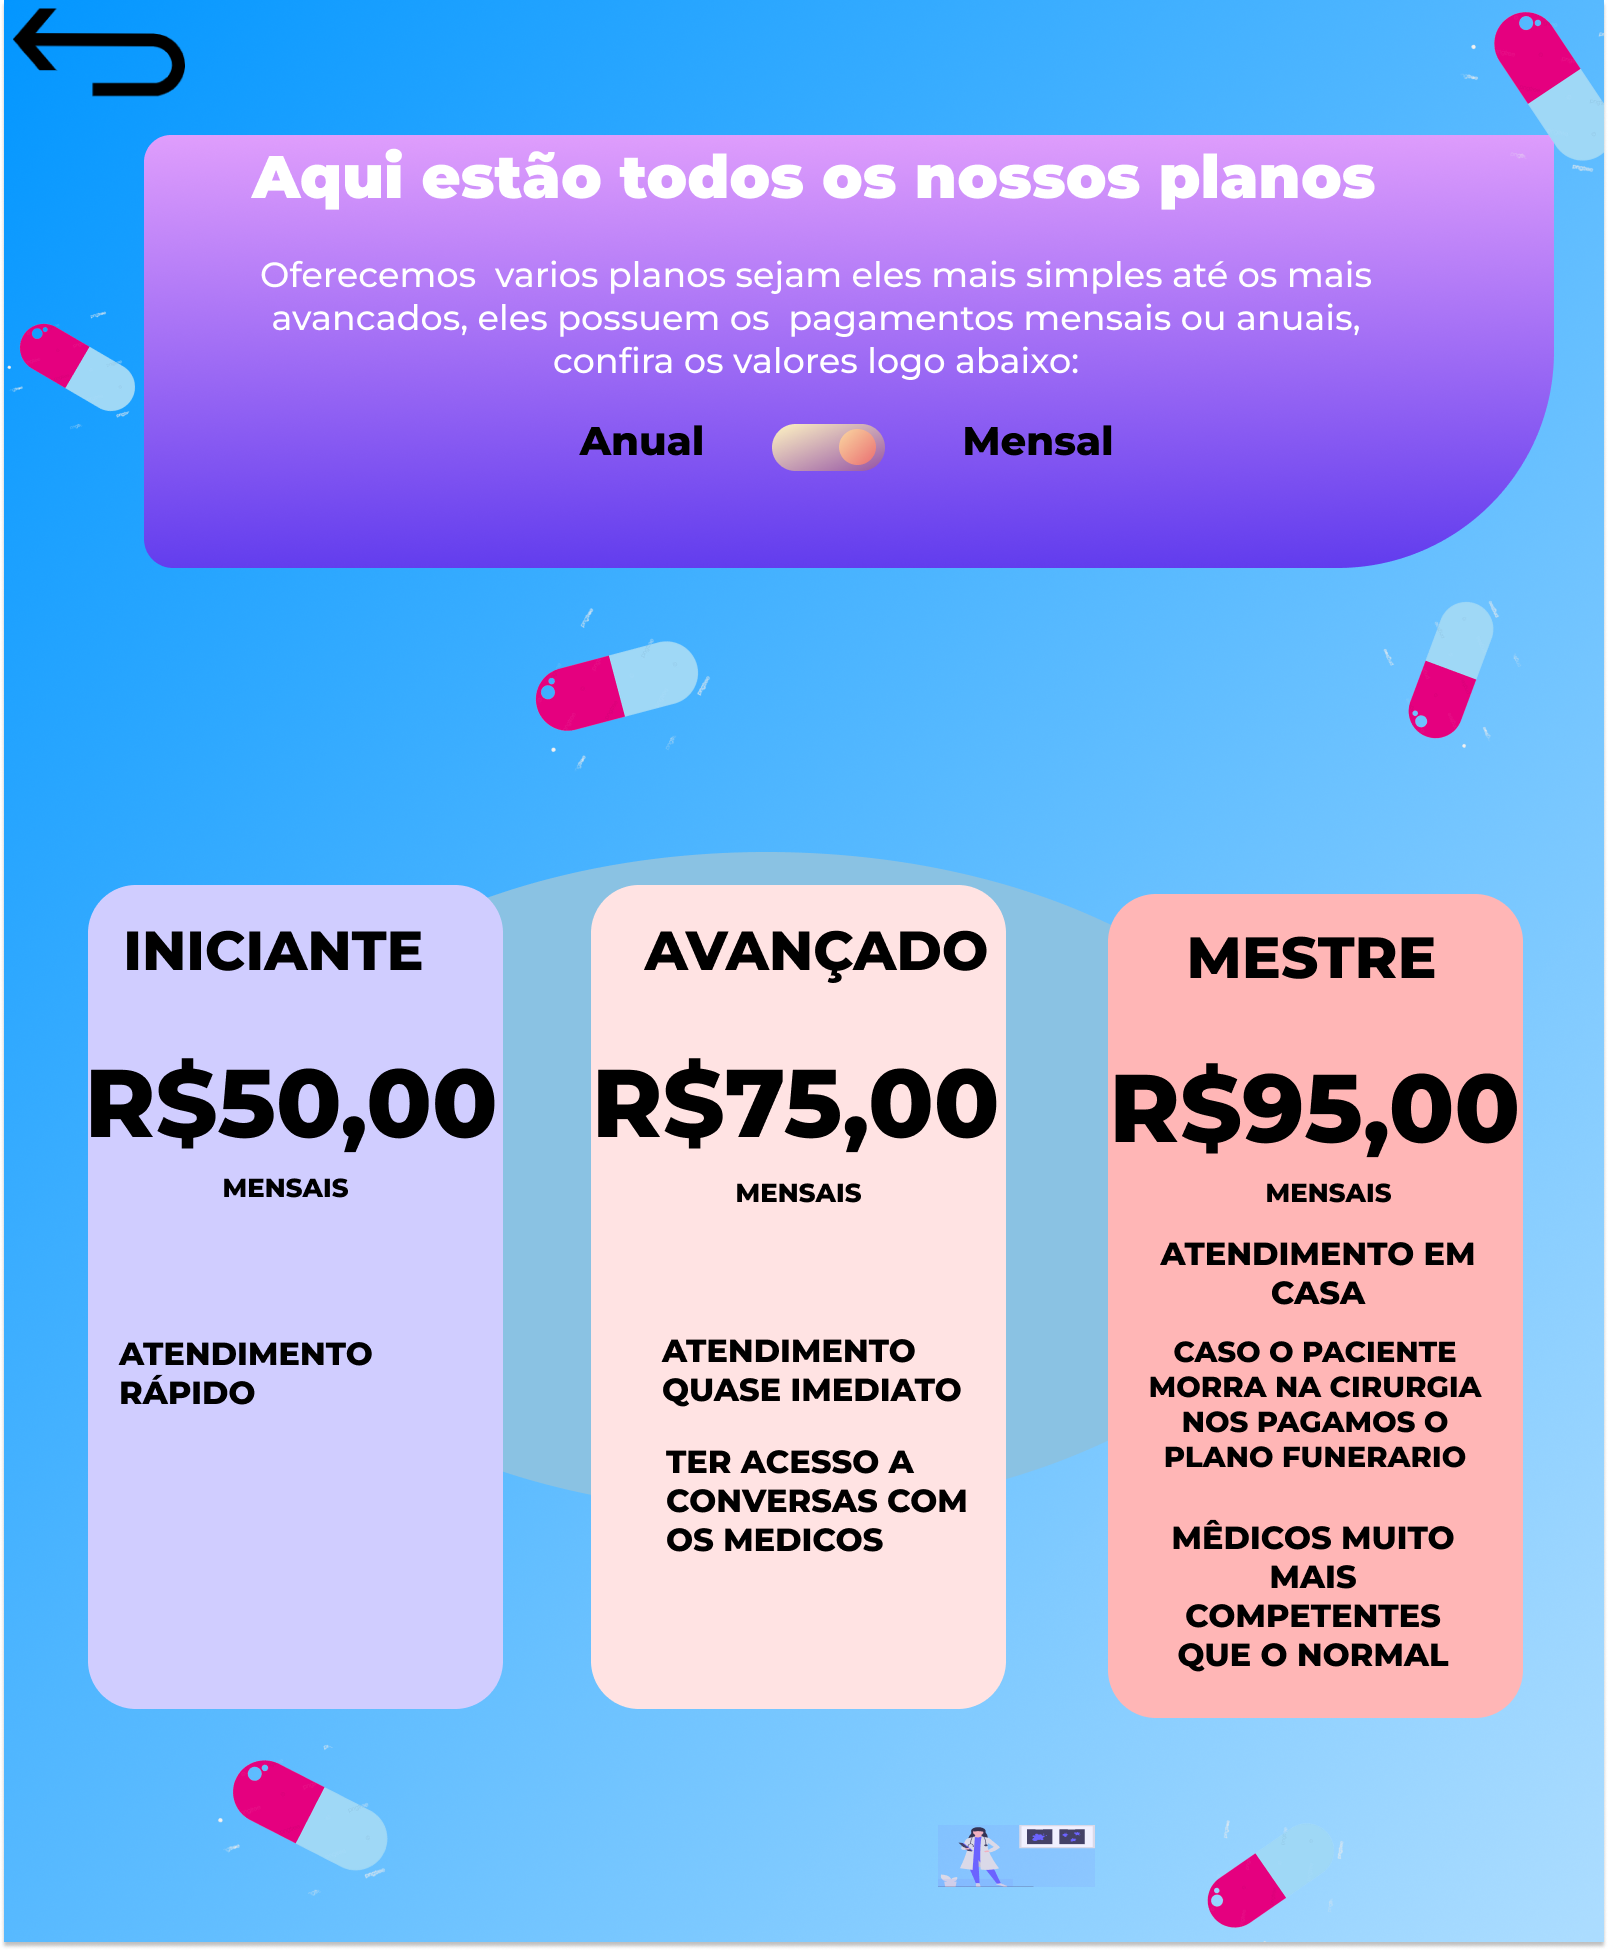 Aqui estão todos os nossos planos
Oferecemos  varios planos sejam eles mais simples até os mais
avancados, eles possuem os  pagamentos mensais ou anuais,
confira os valores logo abaixo:
Anual
Mensal
INICIANTE
R$50,00
MENSAIS
ATENDIMENTO
RÁPIDO
AVANÇADO
R$75,00
MENSAIS
ATENDIMENTO
QUASE IMEDIATO
TER ACESSO A
CONVERSAS COM
OS MEDICOS
MESTRE
R$95,00
MENSAIS
ATENDIMENTO EM
CASA
CASO O PACIENTE
MORRA NA CIRURGIA
NOS PAGAMOS O
PLANO FUNERARIO
MÊDICOS MUITO
MAIS
COMPETENTES
QUE O NORMAL